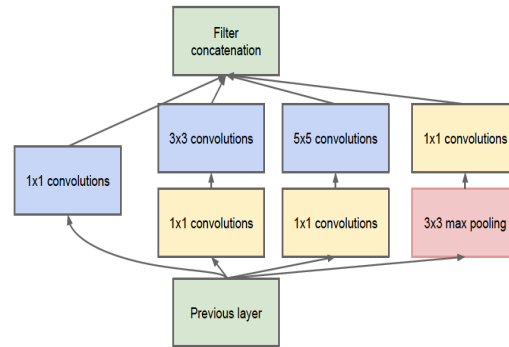 Filter
concatenation
3x3 convolutions
5x5 convolutions
1x1 convolutions
1x1 convolutions
1x1 convolutions
1x1 convolutions
3x3 max pooling
Previous layer